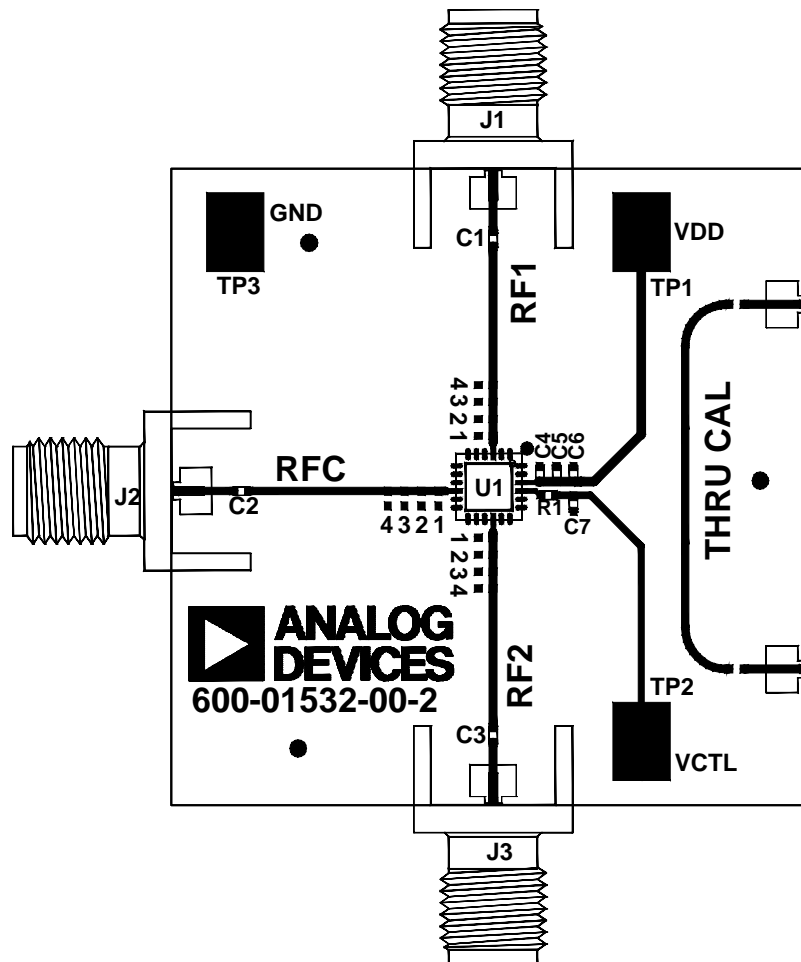 J1
GND
C1
VDD
TP3
TP1
RF1
4
3
2
1
C4
C5
C6
THRU CAL
RFC
U1
J2
C2
R1
C7
4 3 2 1
1
2
3
4
ANALOG
DEVICES
600-01532-00-2
RF2
TP2
C3
VCTL
J3